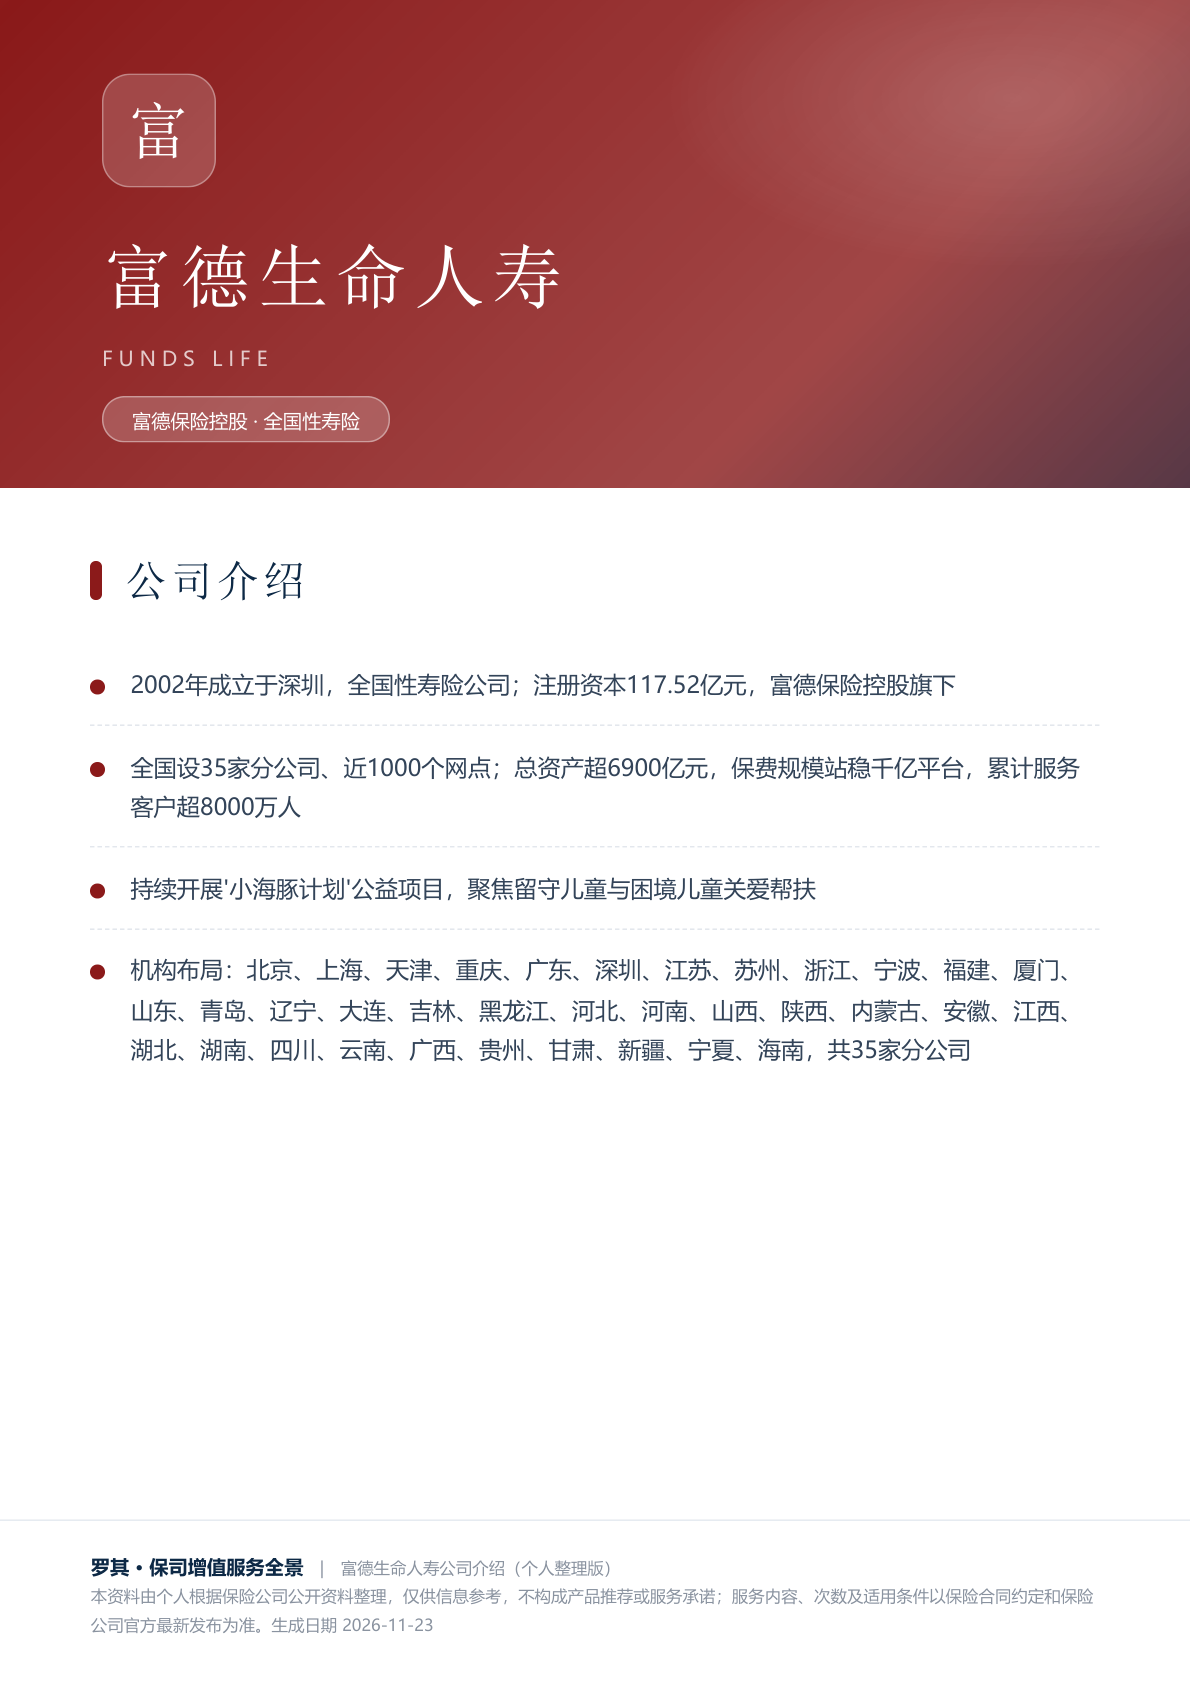 富
富德生命人寿
FUNDS LIFE
富德保险控股 · 全国性寿险
公司介绍
2002年成立于深圳，全国性寿险公司；注册资本117.52亿元，富德保险控股旗下
全国设35家分公司、近1000个网点；总资产超6900亿元，保费规模站稳千亿平台，累计服务
客户超8000万人
持续开展'小海豚计划'公益项目，聚焦留守儿童与困境儿童关爱帮扶
机构布局：北京、上海、天津、重庆、广东、深圳、江苏、苏州、浙江、宁波、福建、厦门、
山东、青岛、辽宁、大连、吉林、黑龙江、河北、河南、山西、陕西、内蒙古、安徽、江西、
湖北、湖南、四川、云南、广西、贵州、甘肃、新疆、宁夏、海南，共35家分公司
罗其 • 保司增值服务全景 | 富德生命人寿公司介绍（个人整理版）
本资料由个人根据保险公司公开资料整理，仅供信息参考，不构成产品推荐或服务承诺；服务内容、次数及适用条件以保险合同约定和保险
公司官方最新发布为准。生成日期 2026-11-23